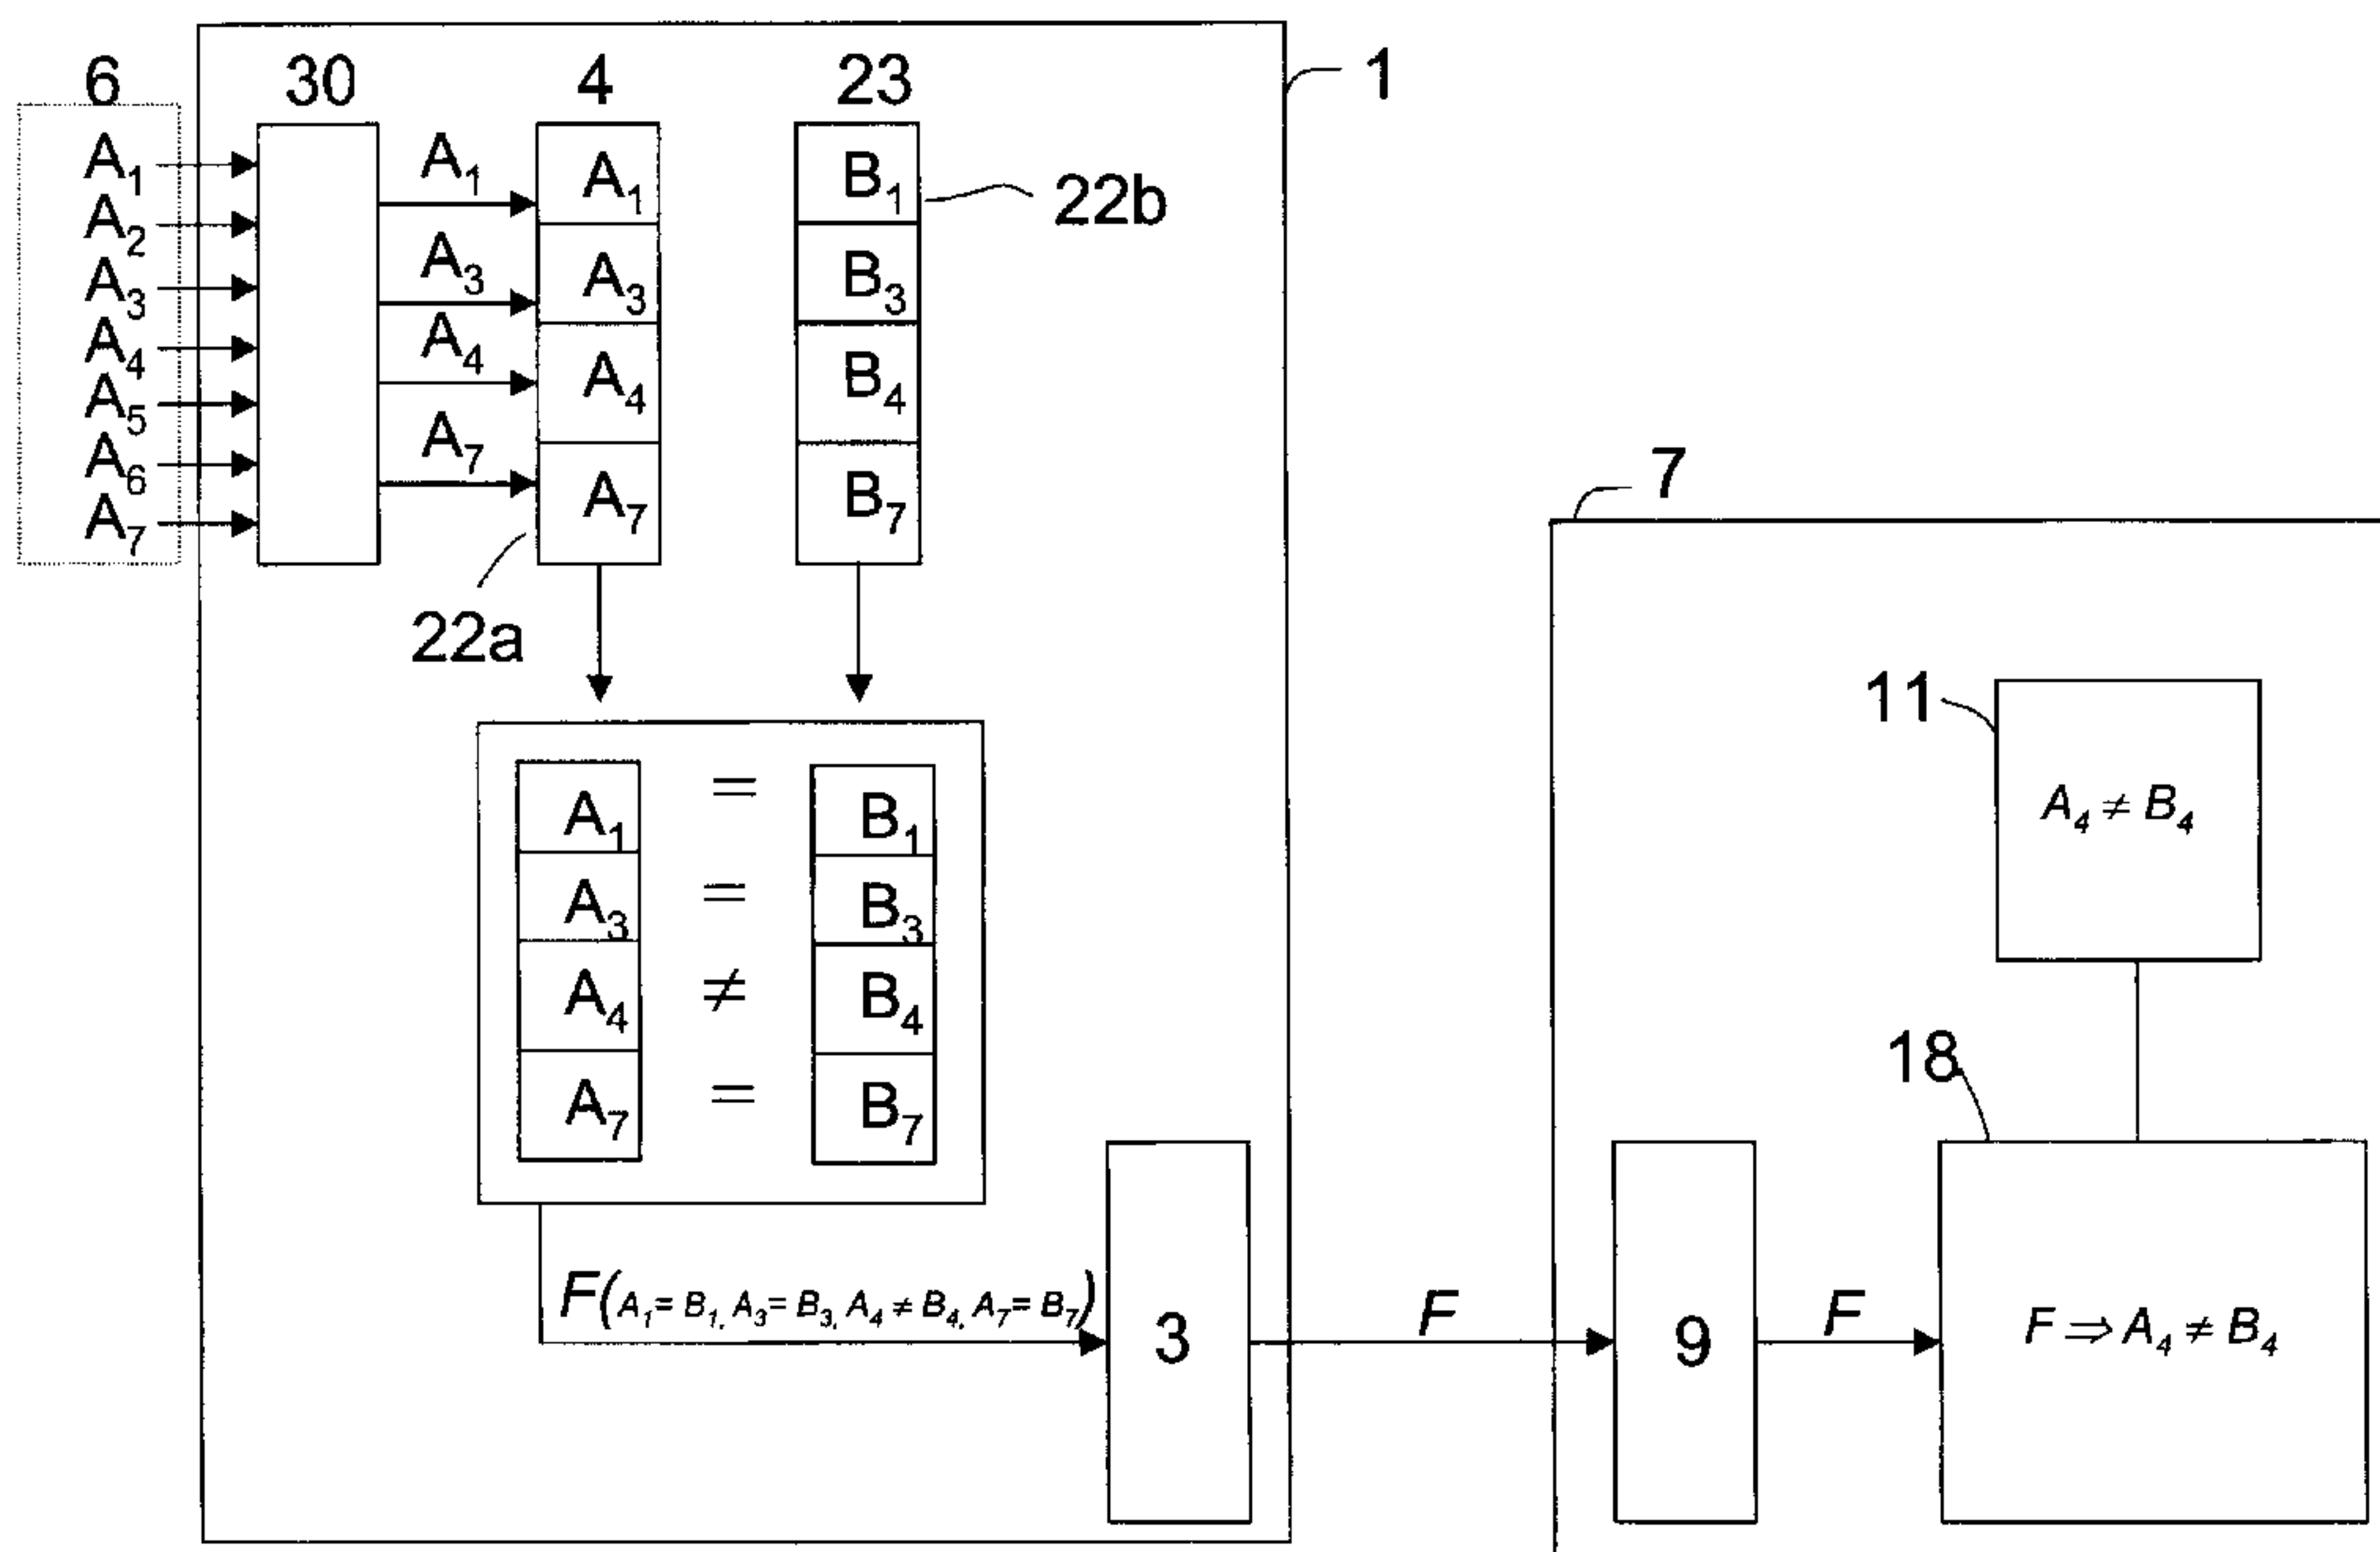 6
30
4
23
1
A₁
A₂
A₃
A₄
A₅
A₆
A₇
A₁
A₃
A₄
A₇
A₁
A₃
A₄
A₇
B₁
B₃
B₄
B₇
22b
22a
A₁ = B₁
A₃ = B₃
A₄ ≠ B₄
A₇ = B₇
F(A₁= B₁, A₃= B₃, A₄ ≠ B₄, A₇= B₇)
3
F
7
11
A₄ ≠ B₄
18
9
F
F ⇒ A₄ ≠ B₄